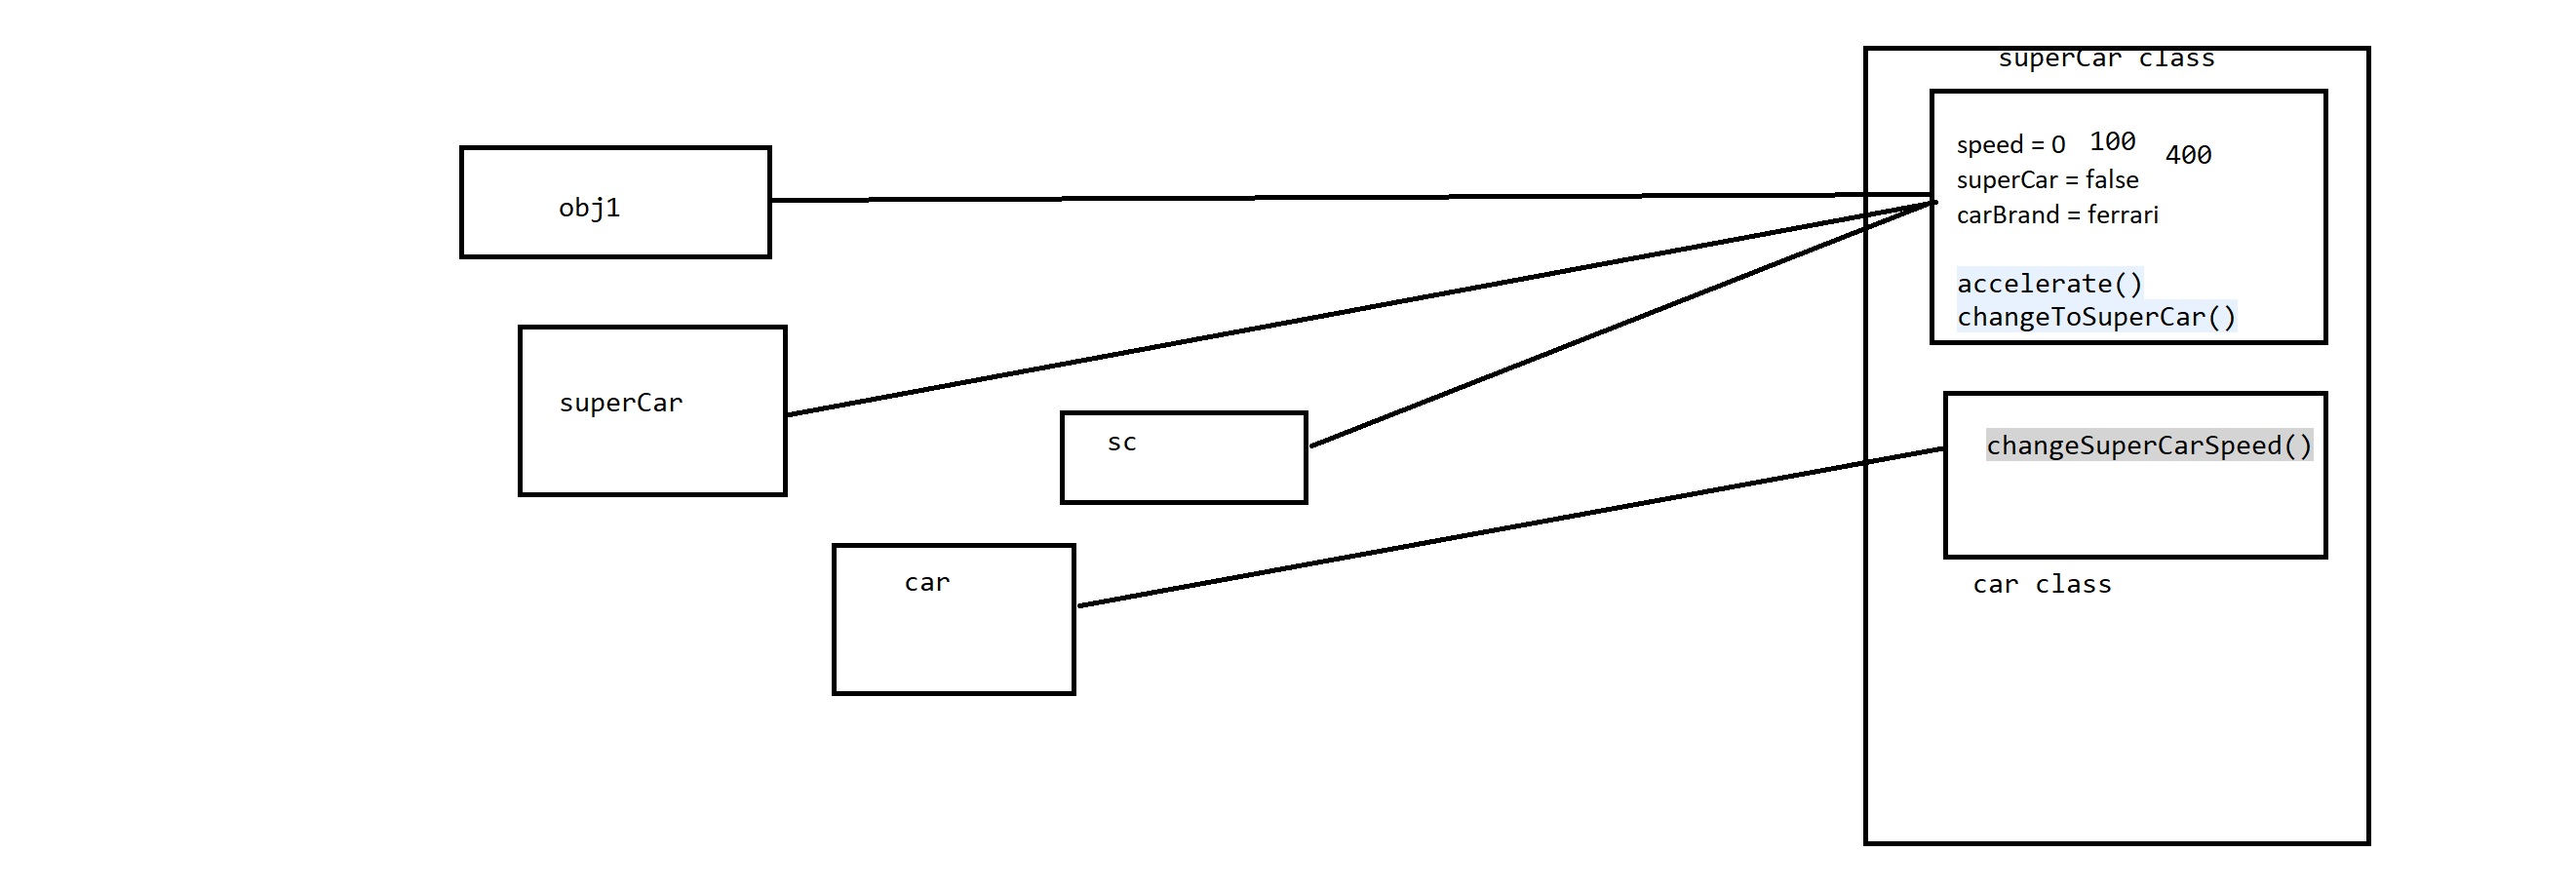 superCar class
speed = 0 100 400
superCar = false
carBrand = ferrari
accelerate()
changeToSuperCar()
obj1
superCar
sc
changeSuperCarSpeed()
car
car class